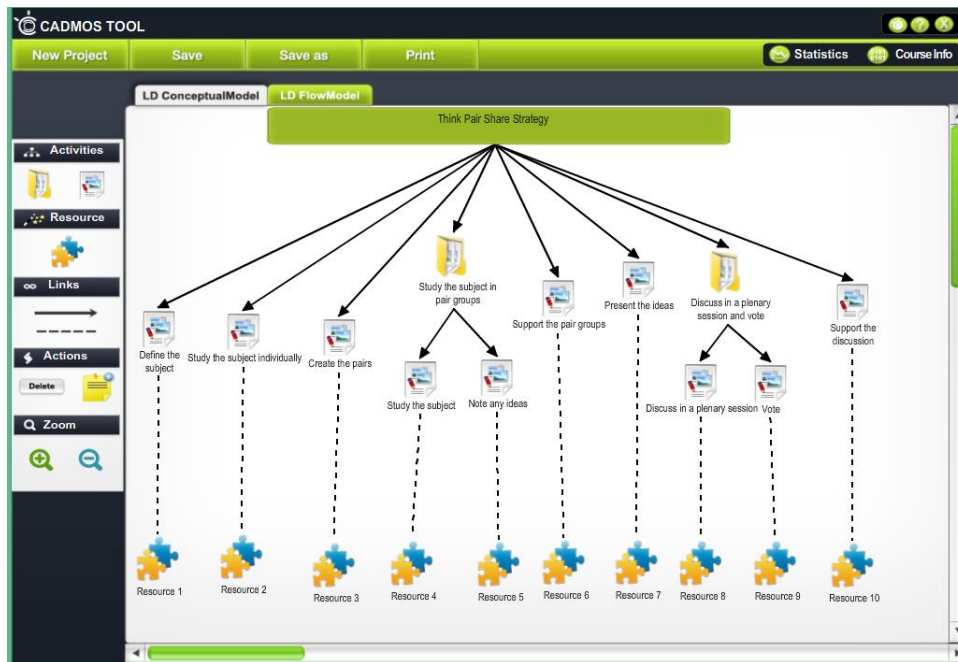 CADMOS TOOL
New Project Save Save as Print Statistics Course Info
LD ConceptualModel LD FlowModel
Think Pair Share Strategy
Activities
Resource
Links
Actions
Delete
Zoom
Study the subject in
pair groups
Define the
subject
Study the subject individually
Create the pairs
Study the subject
Note any ideas
Support the pair groups
Present the ideas
Discuss in a plenary
session and vote
Discuss in a plenary session
Vote
Support the
discussion
Resource 1
Resource 2
Resource 3
Resource 4
Resource 5
Resource 6
Resource 7
Resource 8
Resource 9
Resource 10